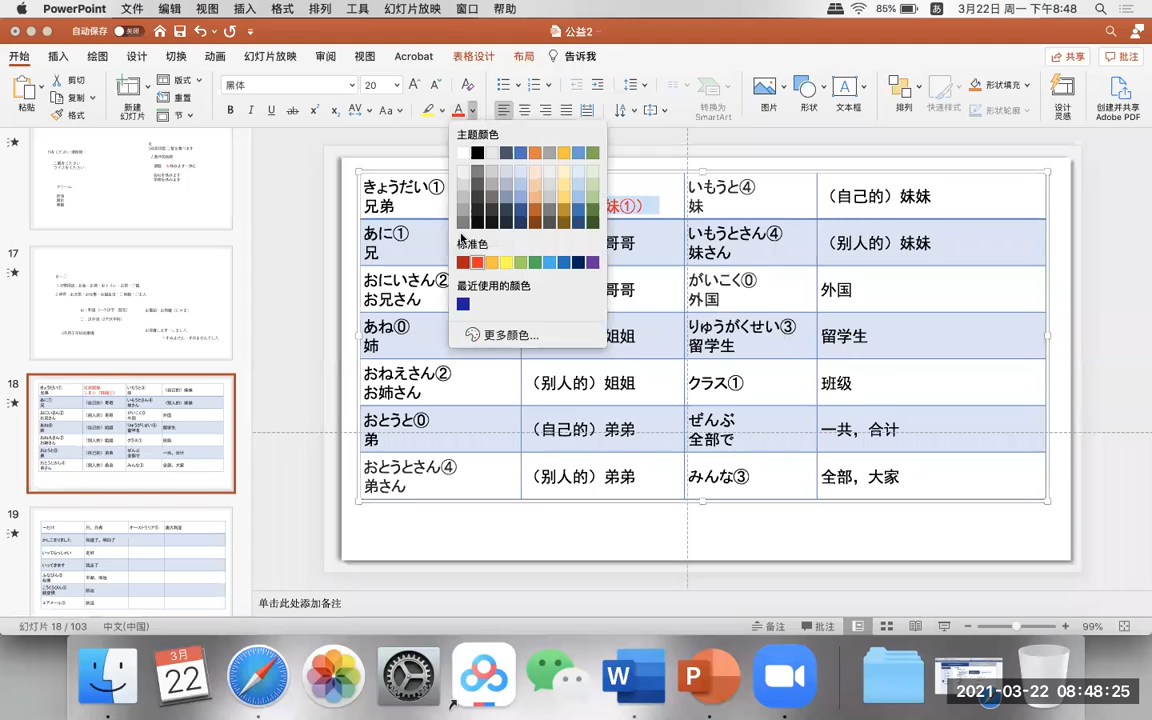 PowerPoint 文件 编辑 视图 插入 格式 排列 工具 幻灯片放映 窗口 帮助
85% あ 3月22日 周一 下午8:48
自动保存 关闭
公益2
开始 插入 绘图 设计 切换 动画 幻灯片放映 审阅 视图 Acrobat 表格设计 布局 告诉我
共享 批注
粘贴
剪切
复制
格式
新建
幻灯片
版式
重置
节
黑体 20
B I U ab x² x₂ AV Aa A
转换为
SmartArt
图片
形状
文本框
排列
快速样式
形状填充
形状轮廓
设计
灵感
创建并共享
Adobe PDF
主题颜色
标准色
最近使用的颜色
更多颜色...
17
18
19
きょうだい①
兄弟
妹①)
いもうと④
妹
(自己的)妹妹
あに①
兄
哥哥
いもうとさん④
妹さん
(别人的)妹妹
おにいさん②
お兄さん
哥哥
がいこく⓪
外国
外国
あね⓪
姉
姐姐
りゅうがくせい③
留学生
留学生
おねえさん②
お姉さん
(别人的)姐姐
クラス①
班级
おとうと⓪
弟
(自己的)弟弟
ぜんぶ
全部で
一共,合计
おとうとさん④
弟さん
(别人的)弟弟
みんな③
全部,大家
单击此处添加备注
幻灯片 18 / 103 中文(中国)
备注 批注 99%
3月
22
W
P
2021-03-22 08:48:25